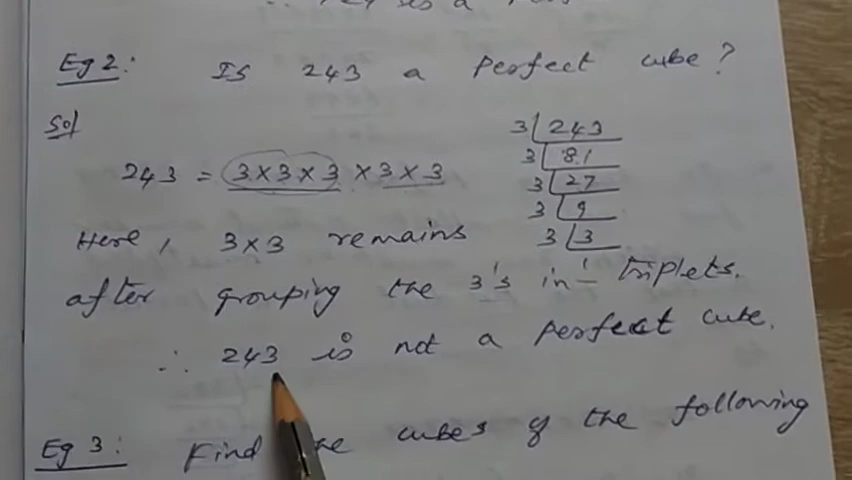 is a
Eg 2: Is 243 a perfect cube?
Sol
243 = 3×3×3 ×3×3
3 243
3 81
3 27
3 9
3 3
Here, 3×3 remains
after grouping the 3's in triplets.
∴ 243 is not a perfect cube.
Eg 3: Find the cubes of the following